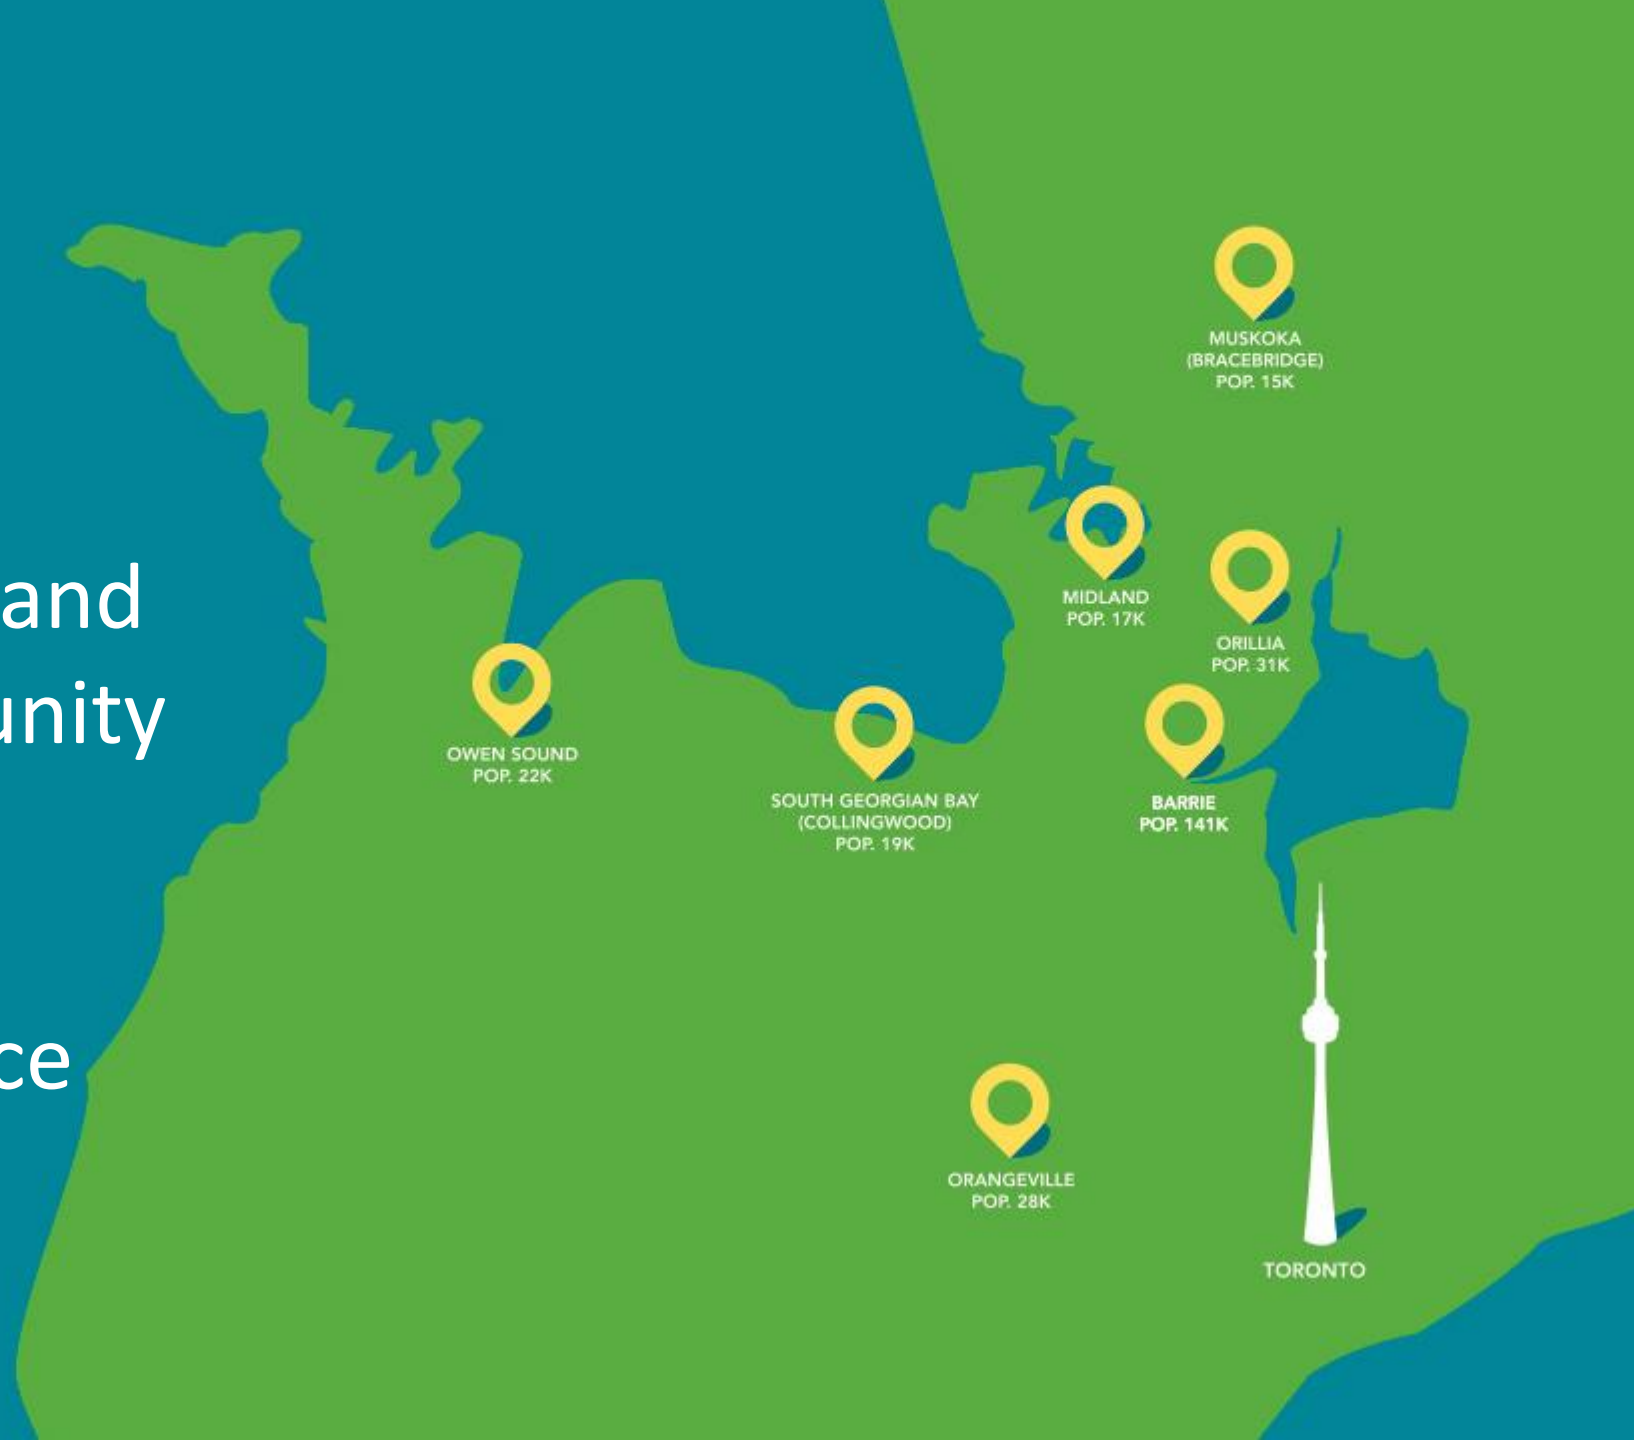 and
unity
ce
MUSKOKA
(BRACEBRIDGE)
POP. 15K
MIDLAND
POP. 17K
ORILLIA
POP. 31K
OWEN SOUND
POP. 22K
SOUTH GEORGIAN BAY
(COLLINGWOOD)
POP. 19K
BARRIE
POP. 141K
ORANGEVILLE
POP. 28K
TORONTO